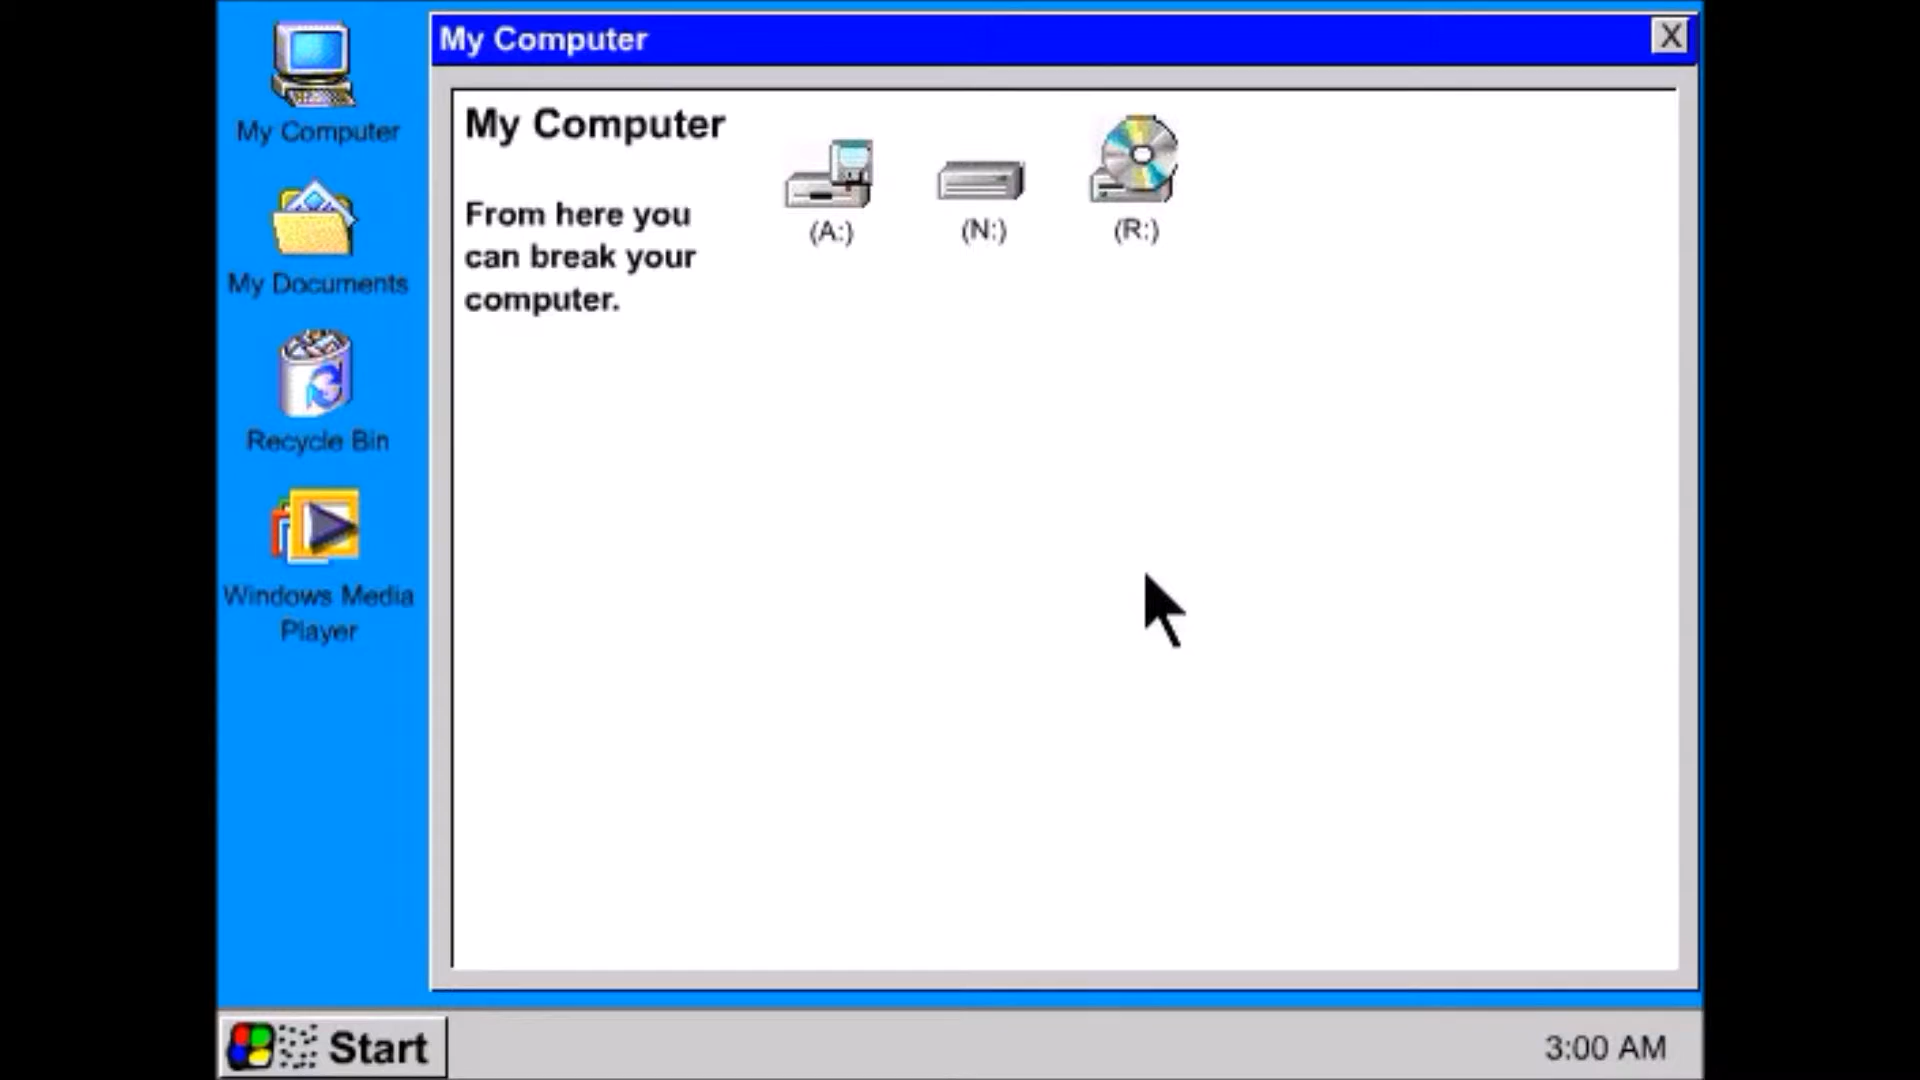 My Computer
X
My Computer
My Documents
Recycle Bin
Windows Media
Player
My Computer
From here you
can break your
computer.
(A:)
(N:)
(R:)
Start
3:00 AM